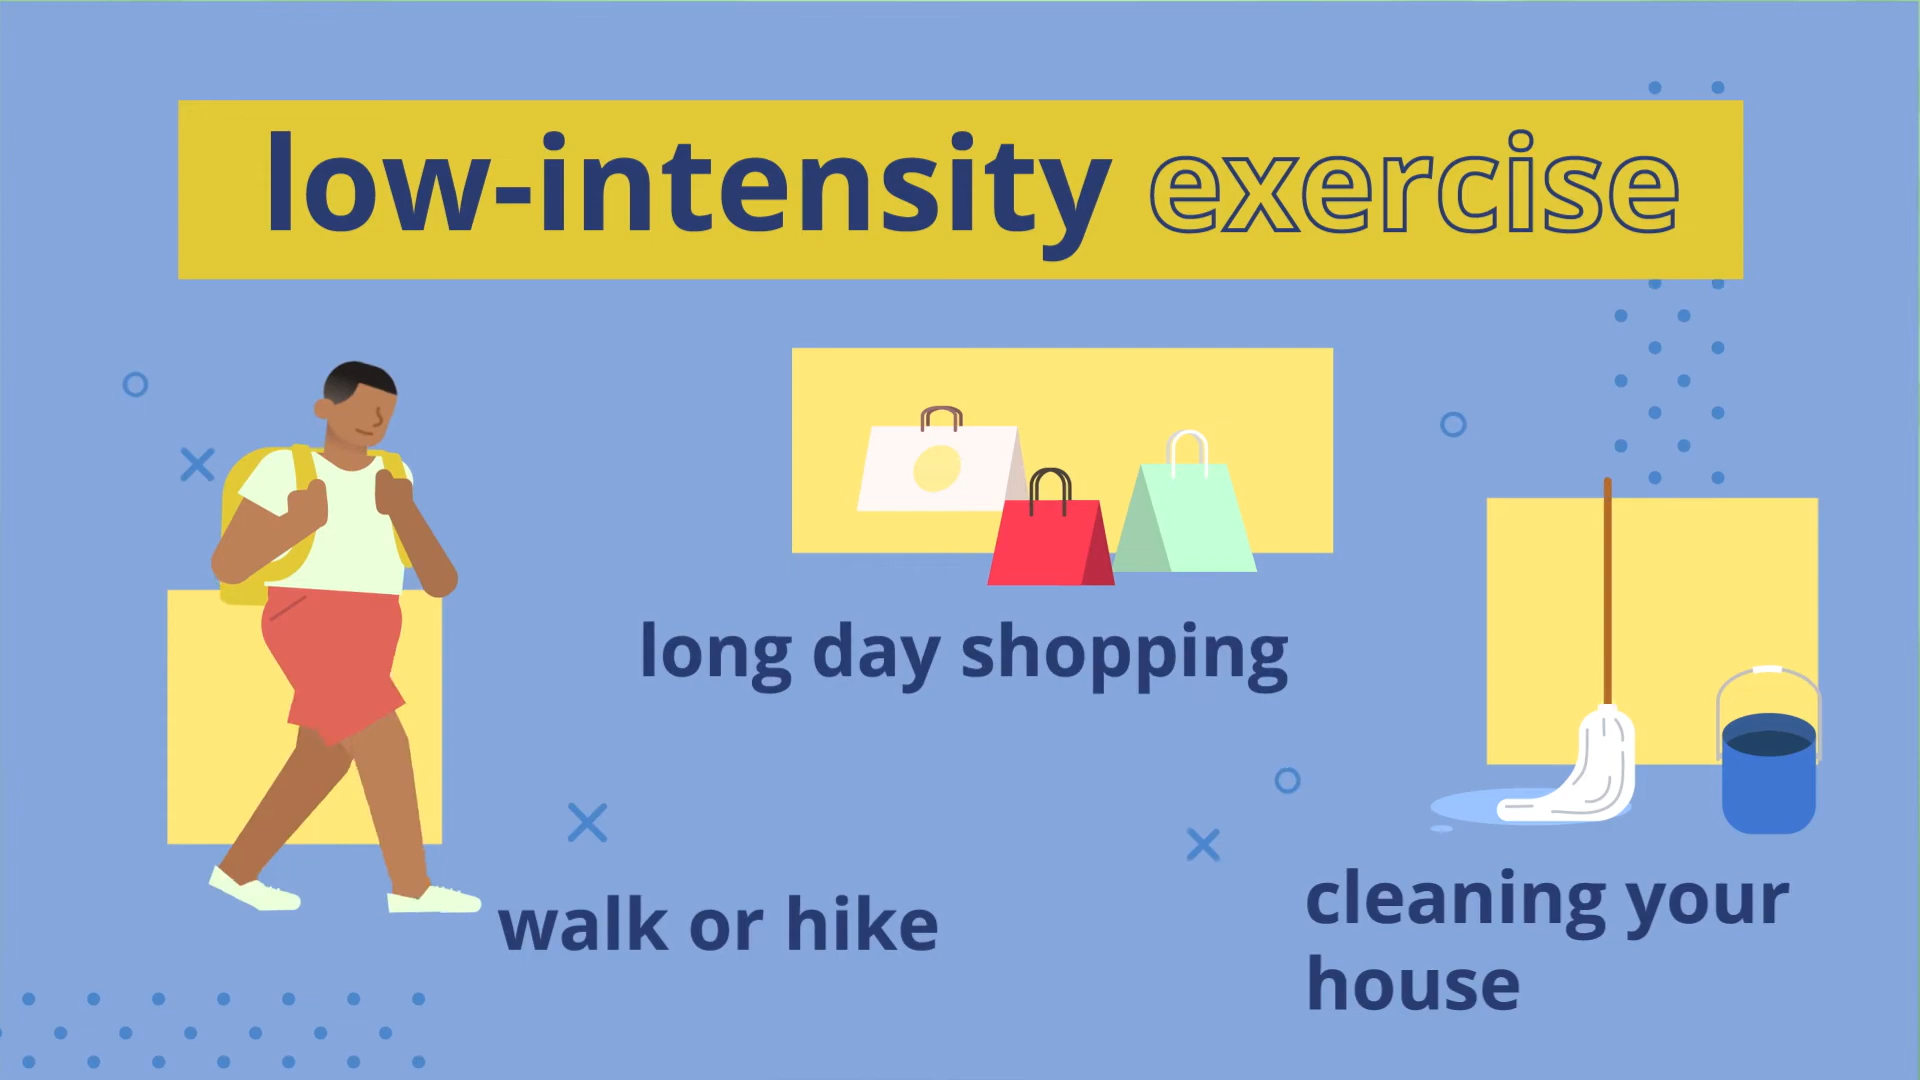 low-intensity exercise
long day shopping
walk or hike
cleaning your
house